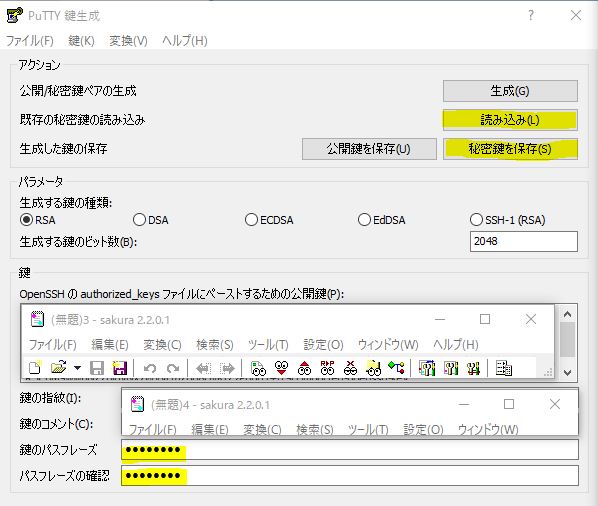 PuTTY 鍵生成
ファイル(F) 鍵(K) 変換(V) ヘルプ(H)
アクション
公開/秘密鍵ペアの生成 生成(G)
既存の秘密鍵の読み込み 読み込み(L)
生成した鍵の保存 公開鍵を保存(U) 秘密鍵を保存(S)
パラメータ
生成する鍵の種類:
RSA DSA ECDSA EdDSA SSH-1 (RSA)
生成する鍵のビット数(B): 2048
鍵
OpenSSH の authorized_keys ファイルにペーストするための公開鍵(P):
(無題)3 - sakura 2.2.0.1
ファイル(F) 編集(E) 変換(C) 検索(S) ツール(T) 設定(O) ウィンドウ(W) ヘルプ(H)
鍵の指紋(I):
(無題)4 - sakura 2.2.0.1
鍵のコメント(C):
ファイル(F) 編集(E) 変換(C) 検索(S) ツール(T) 設定(O) ウィンドウ(W)
鍵のパスフレーズ ••••••••
パスフレーズの確認 ••••••••